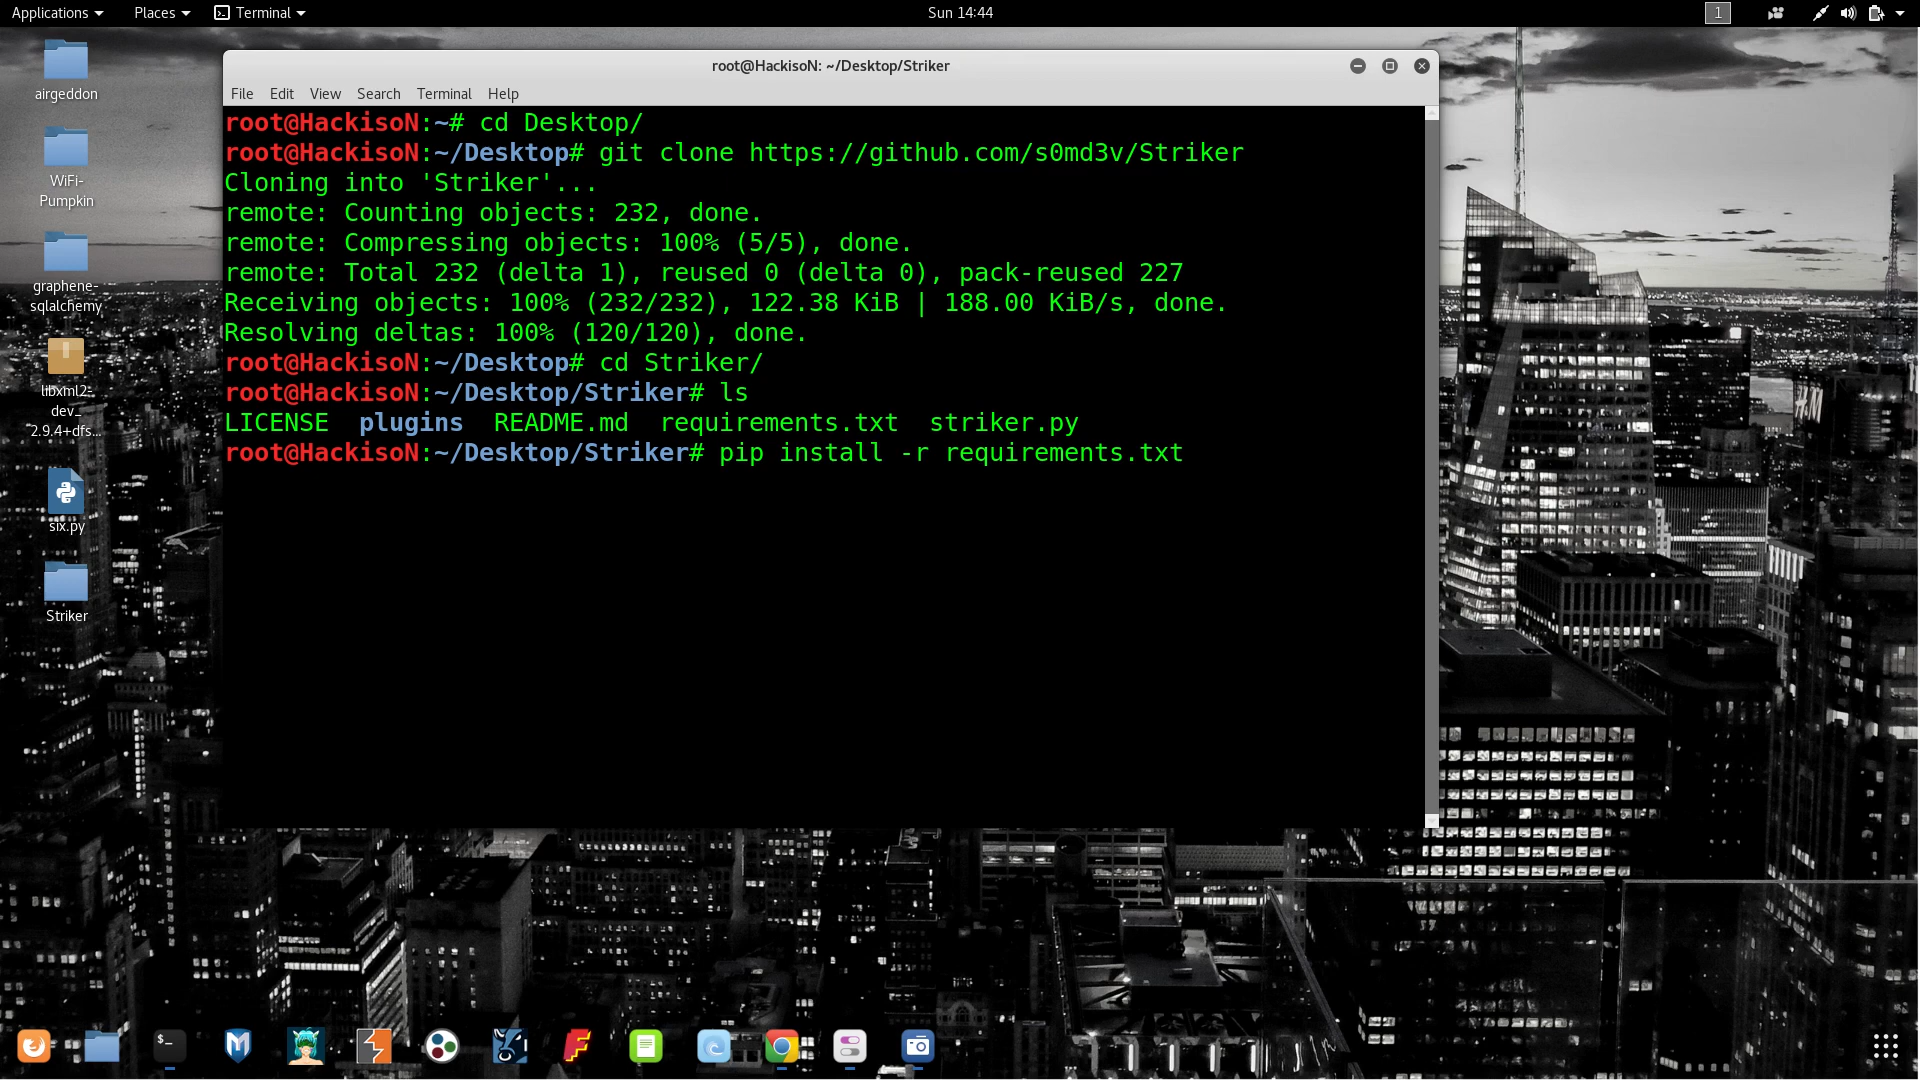 Applications
Places
Terminal
Sun 14:44
1
airgeddon
WiFi-
Pumpkin
graphene-
sqlalchemy
libxml2-
dev_
2.9.4+dfs...
six.py
Striker
root@HackisoN: ~/Desktop/Striker
File Edit View Search Terminal Help
root@HackisoN:~# cd Desktop/
root@HackisoN:~/Desktop# git clone https://github.com/s0md3v/Striker
Cloning into 'Striker'...
remote: Counting objects: 232, done.
remote: Compressing objects: 100% (5/5), done.
remote: Total 232 (delta 1), reused 0 (delta 0), pack-reused 227
Receiving objects: 100% (232/232), 122.38 KiB | 188.00 KiB/s, done.
Resolving deltas: 100% (120/120), done.
root@HackisoN:~/Desktop# cd Striker/
root@HackisoN:~/Desktop/Striker# ls
LICENSE  plugins  README.md  requirements.txt  striker.py
root@HackisoN:~/Desktop/Striker# pip install -r requirements.txt
H&M
$_